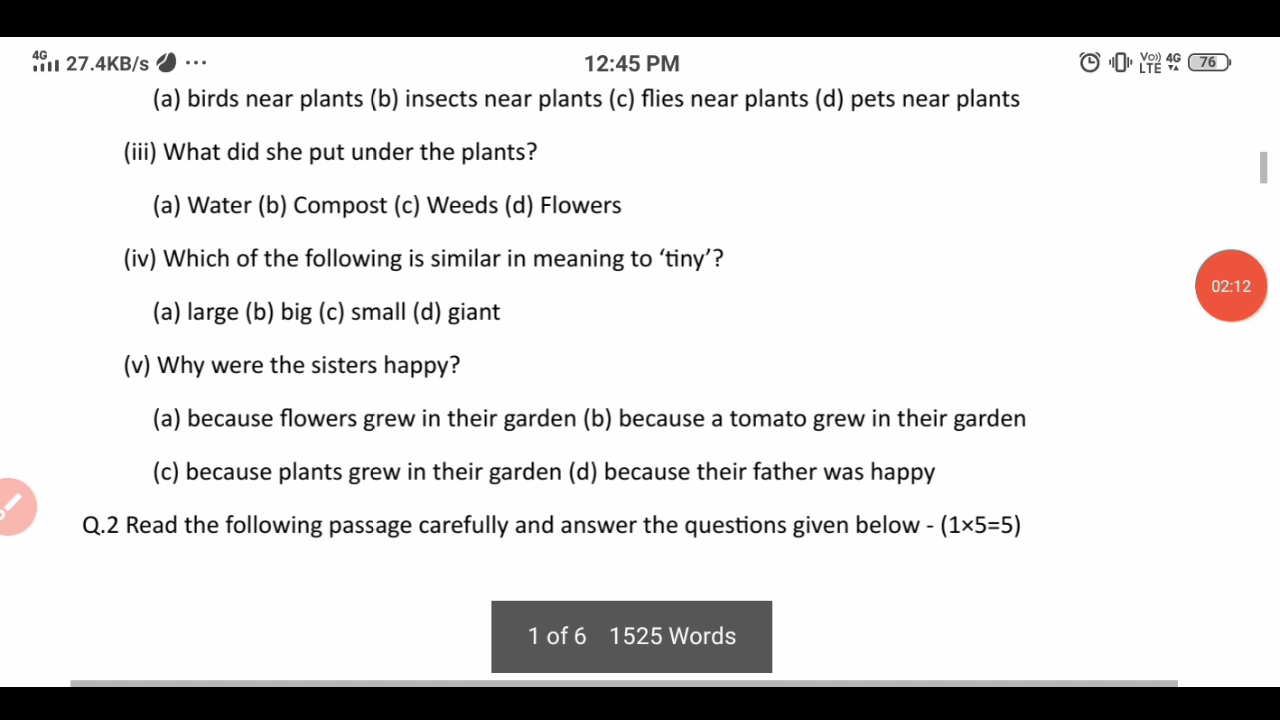 4G 27.4KB/s ... 12:45 PM Vo)) LTE 4G 76
(a) birds near plants (b) insects near plants (c) flies near plants (d) pets near plants
(iii) What did she put under the plants?
(a) Water (b) Compost (c) Weeds (d) Flowers
(iv) Which of the following is similar in meaning to ‘tiny’?
(a) large (b) big (c) small (d) giant
02:12
(v) Why were the sisters happy?
(a) because flowers grew in their garden (b) because a tomato grew in their garden
(c) because plants grew in their garden (d) because their father was happy
Q.2 Read the following passage carefully and answer the questions given below - (1×5=5)
1 of 6 1525 Words